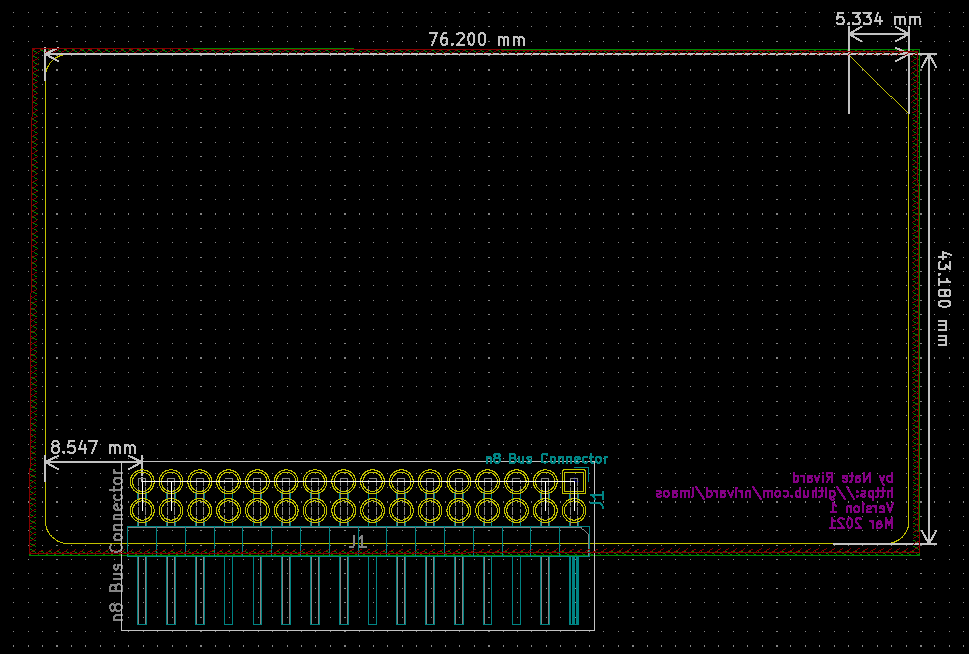 5.334 mm
76.200 mm
43.180 mm
8.547 mm
n8 Bus Connector
n8 Bus Connector
J1
J1
by Nate Rivard
https://github.com/nrivard/lmaos
Version 1
Mar 2021